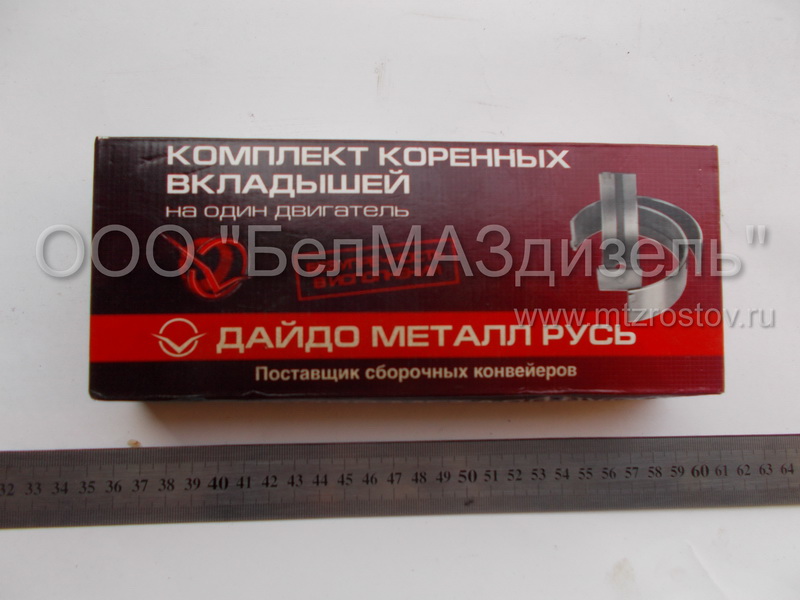 КОМПЛЕКТ КОРЕННЫХ
ВКЛАДЫШЕЙ
на один двигатель
ООО "БелМАЗдизель"
www.mtzrostov.ru
ДАЙДО МЕТАЛЛ РУСЬ
Поставщик сборочных конвейеров
32 33 34 35 36 37 38 39 40 41 42 43 44 45 46 47 48 49 50 51 52 53 54 55 56 57 58 59 60 61 62 63 64